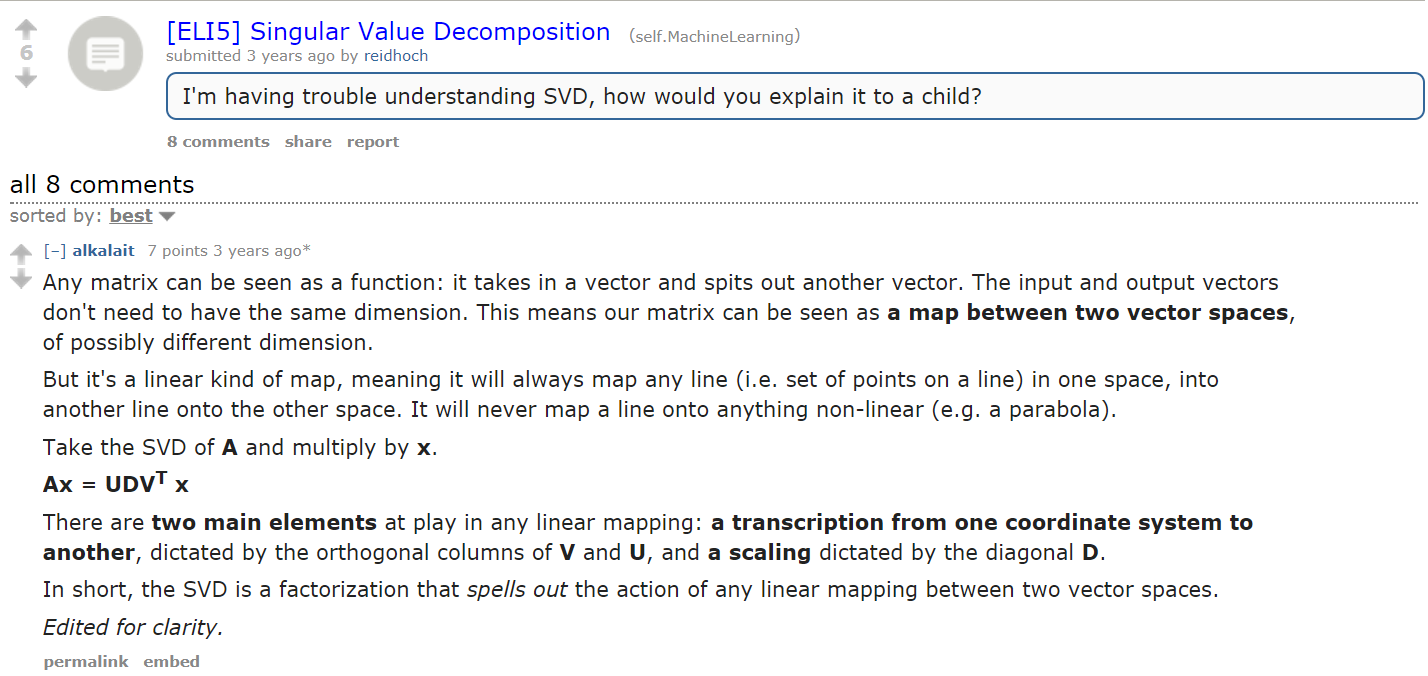 [ELI5] Singular Value Decomposition (self.MachineLearning)
6
submitted 3 years ago by reidhoch
I'm having trouble understanding SVD, how would you explain it to a child?
8 comments share report
all 8 comments
sorted by: best
[–] alkalait 7 points 3 years ago*
Any matrix can be seen as a function: it takes in a vector and spits out another vector. The input and output vectors
don't need to have the same dimension. This means our matrix can be seen as a map between two vector spaces,
of possibly different dimension.
But it's a linear kind of map, meaning it will always map any line (i.e. set of points on a line) in one space, into
another line onto the other space. It will never map a line onto anything non-linear (e.g. a parabola).
Take the SVD of A and multiply by x.
Ax = UDVᵀ x
There are two main elements at play in any linear mapping: a transcription from one coordinate system to
another, dictated by the orthogonal columns of V and U, and a scaling dictated by the diagonal D.
In short, the SVD is a factorization that spells out the action of any linear mapping between two vector spaces.
Edited for clarity.
permalink embed